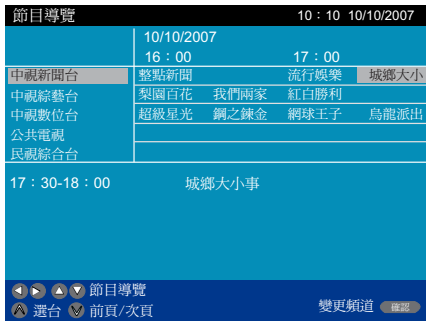 節目導覽 10：10 10/10/2007
10/10/2007
16：00 17：00
中視新聞台 整點新聞 流行娛樂 城鄉大小
中視綜藝台 梨園百花 我們兩家 紅白勝利
中視數位台 超級星光 鋼之鍊金 網球王子 烏龍派出
公共電視
民視綜合台
17：30-18：00 城鄉大小事
節目導覽
選台 前頁/次頁 變更頻道 確認